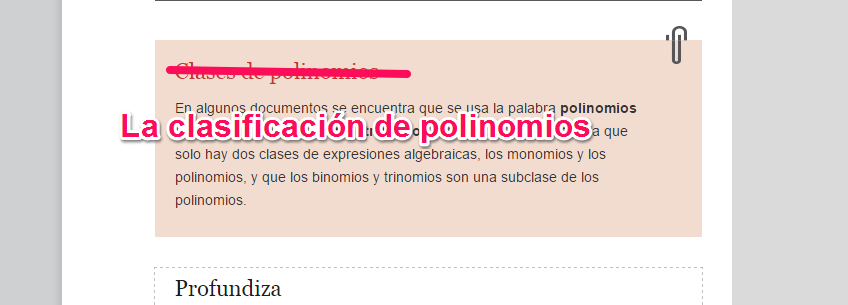 Clases de polinomios
En algunos documentos se encuentra que se usa la palabra polinomios
La clasificación de polinomios
que
solo hay dos clases de expresiones algebraicas, los monomios y los
polinomios, y que los binomios y trinomios son una subclase de los
polinomios.
Profundiza